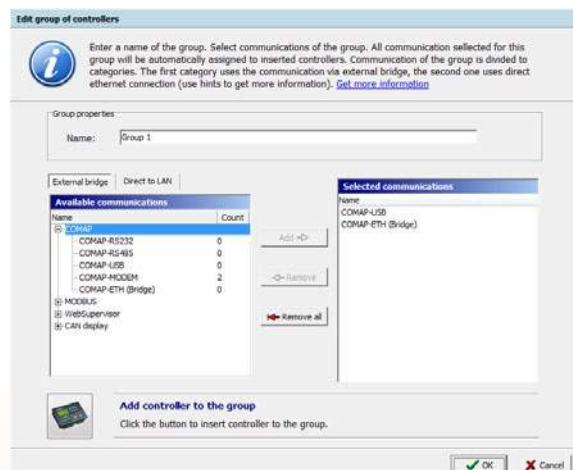 Edit group of controllers
Enter a name of the group. Select communications of the group. All communication sellected for this
group will be automatically assigned to inserted controllers. Communication of the group is divided to
categories. The first category uses the communication via external bridge, the second one uses direct
ethernet connection (use hints to get more information). Get more information
Group properties
Name: Group 1
External bridge Direct to LAN
Available communications
Name Count
COMAP
COMAP-RS232 0
COMAP-RS485 0
COMAP-USB 0
COMAP-MODEM 2
COMAP-ETH (Bridge) 0
MODBUS
WebSupervisor
CAN display
Add
Remove
Remove all
Selected communications
Name
COMAP-USB
COMAP-ETH (Bridge)
Add controller to the group
Click the button to insert controller to the group.
OK Cancel